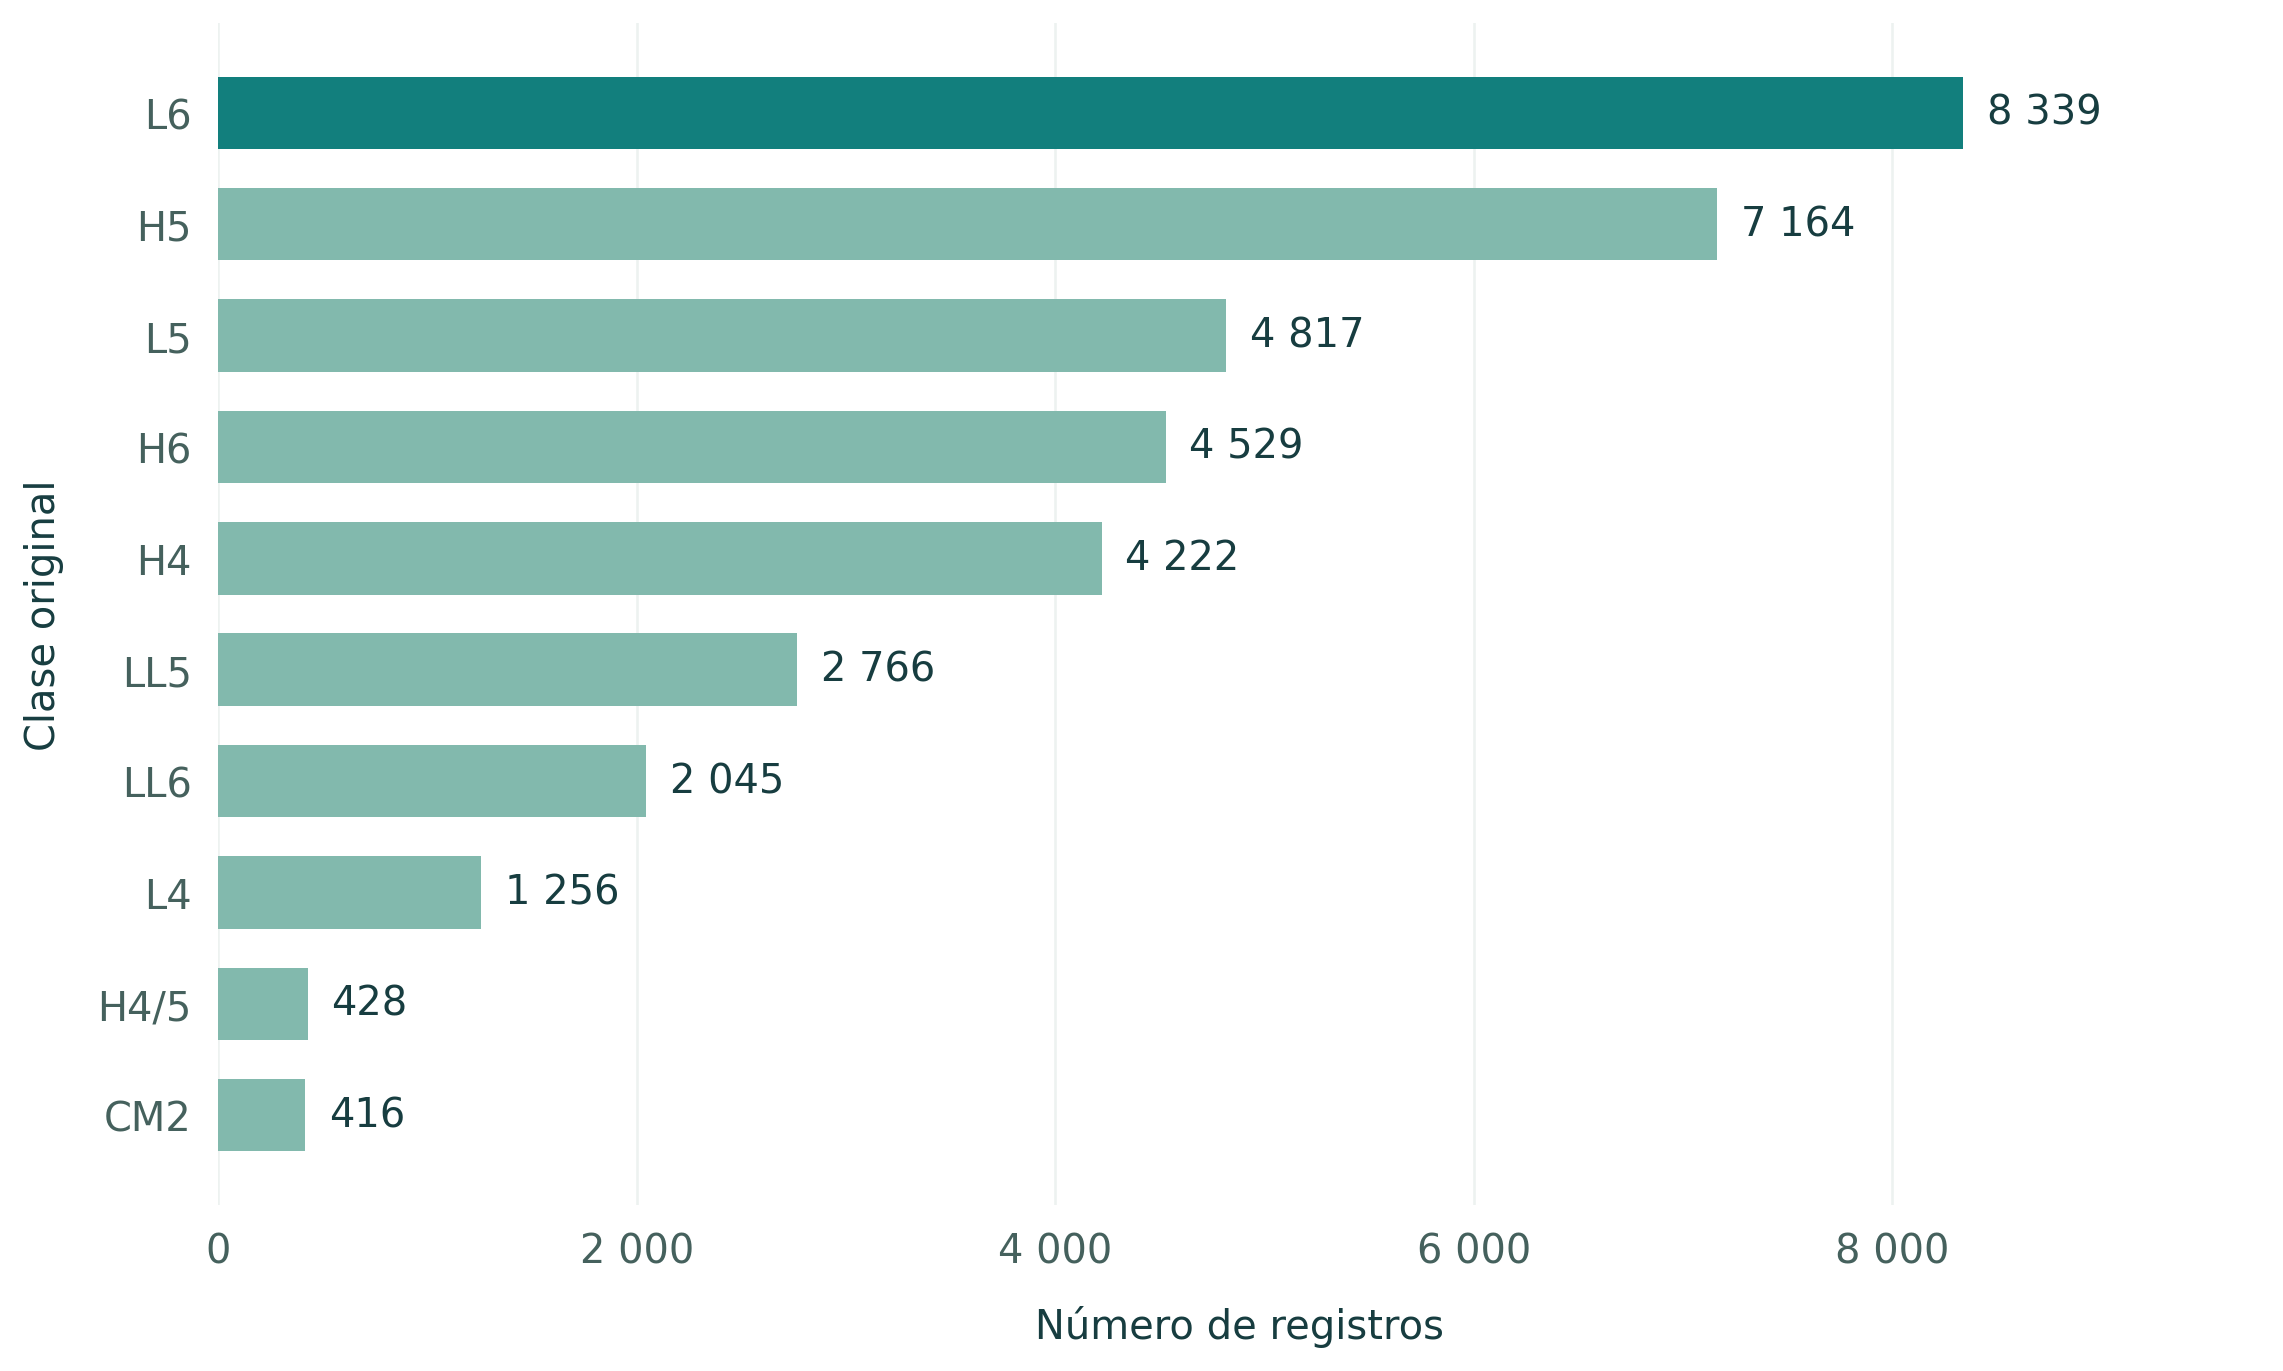 L6 8 339
H5 7 164
L5 4 817
H6 4 529
H4 4 222
LL5 2 766
LL6 2 045
L4 1 256
H4/5 428
CM2 416
Clase original
0 2 000 4 000 6 000 8 000
Número de registros